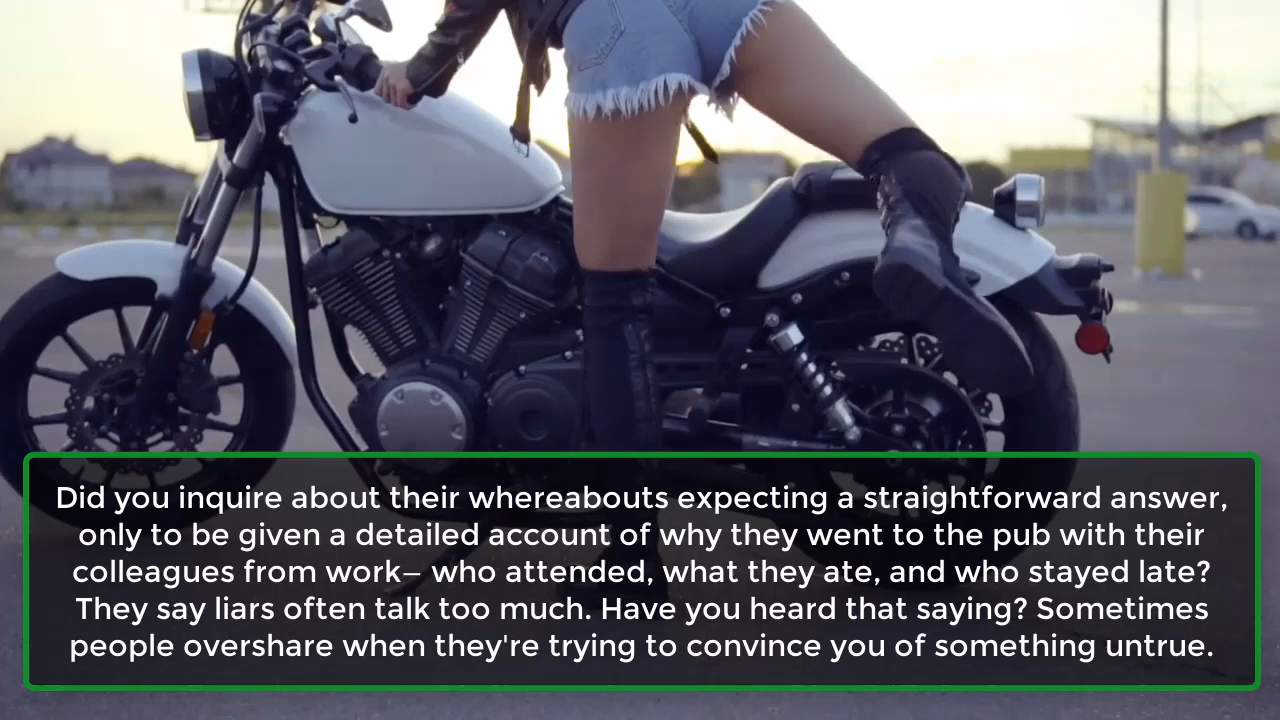 Did you inquire about their whereabouts expecting a straightforward answer,
only to be given a detailed account of why they went to the pub with their
colleagues from work— who attended, what they ate, and who stayed late?
They say liars often talk too much. Have you heard that saying? Sometimes
people overshare when they're trying to convince you of something untrue.